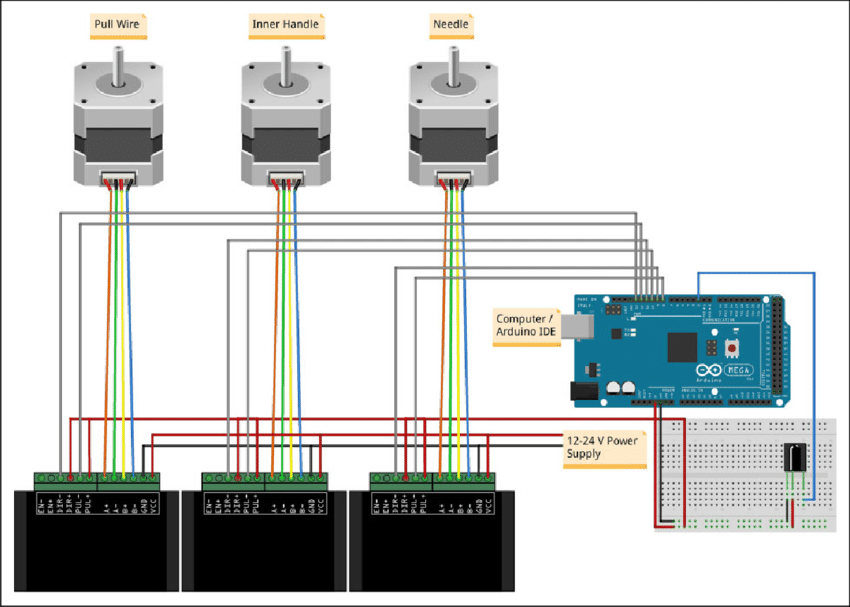 Pull Wire
Inner Handle
Needle
Computer /
Arduino IDE
MEGA
Arduino
12-24 V Power
Supply
EN-
EN+
DIR-
DIR+
PUL-
PUL+
A+
A-
B+
B-
GND
VCC
EN-
EN+
DIR-
DIR+
PUL-
PUL+
A+
A-
B+
B-
GND
VCC
EN-
EN+
DIR-
DIR+
PUL-
PUL+
A+
A-
B+
B-
GND
VCC